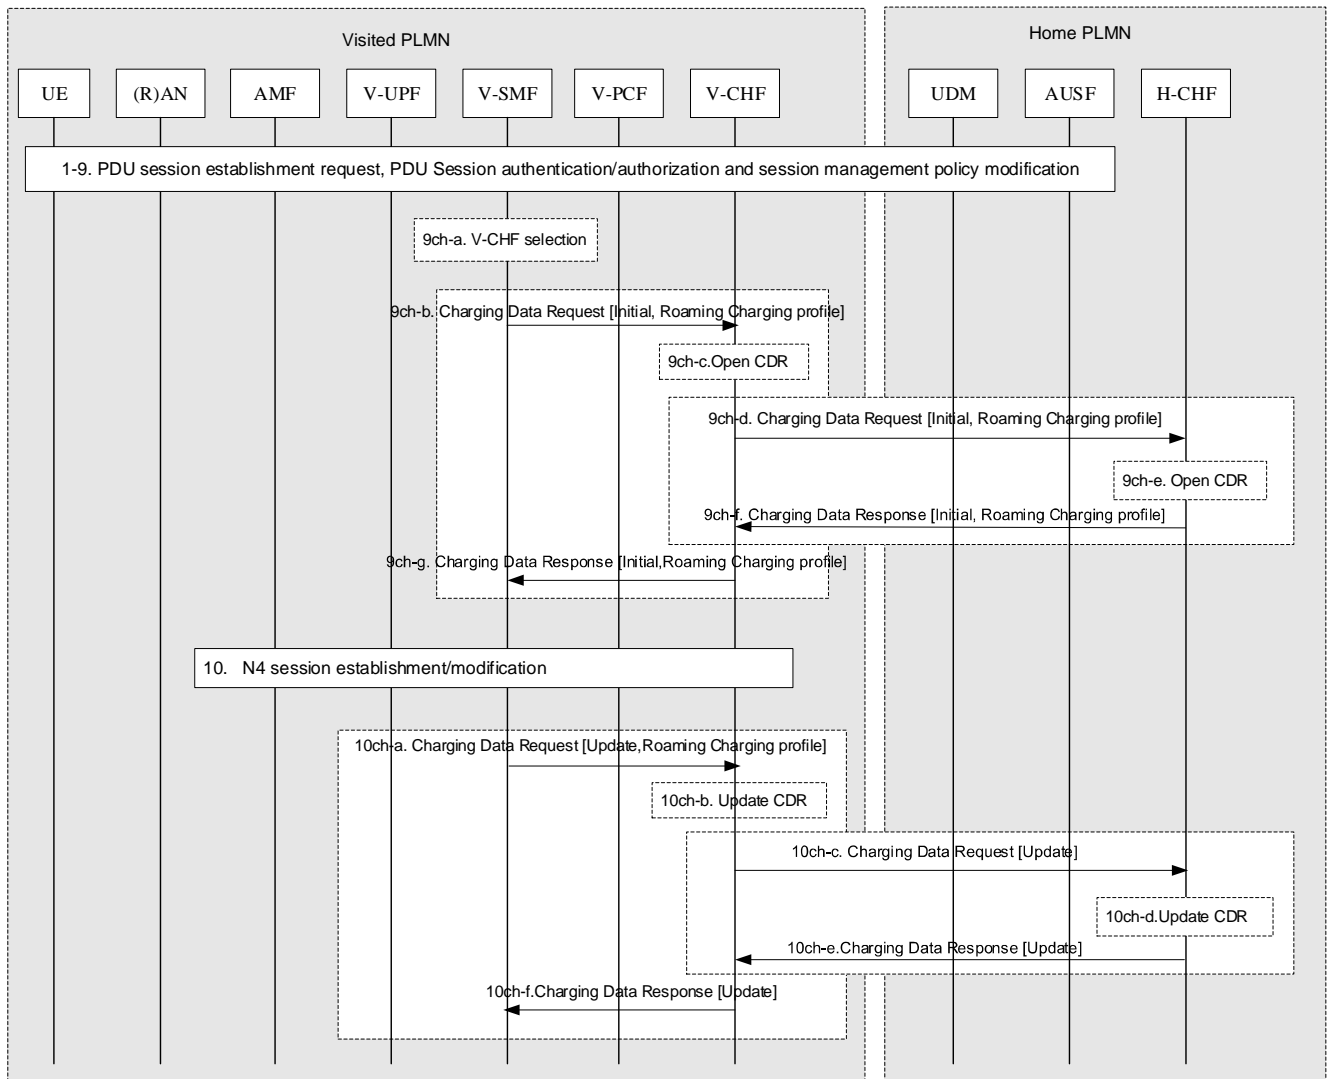 Visited PLMN
Home PLMN
UE
(R)AN
AMF
V-UPF
V-SMF
V-PCF
V-CHF
UDM
AUSF
H-CHF
1-9. PDU session establishment request, PDU Session authentication/authorization and session management policy modification
9ch-a. V-CHF selection
9ch-b. Charging Data Request [Initial, Roaming Charging profile]
9ch-c.Open CDR
9ch-d. Charging Data Request [Initial, Roaming Charging profile]
9ch-e. Open CDR
9ch-f. Charging Data Response [Initial, Roaming Charging profile]
9ch-g. Charging Data Response [Initial,Roaming Charging profile]
10. N4 session establishment/modification
10ch-a. Charging Data Request [Update,Roaming Charging profile]
10ch-b. Update CDR
10ch-c. Charging Data Request [Update]
10ch-d.Update CDR
10ch-e.Charging Data Response [Update]
10ch-f.Charging Data Response [Update]